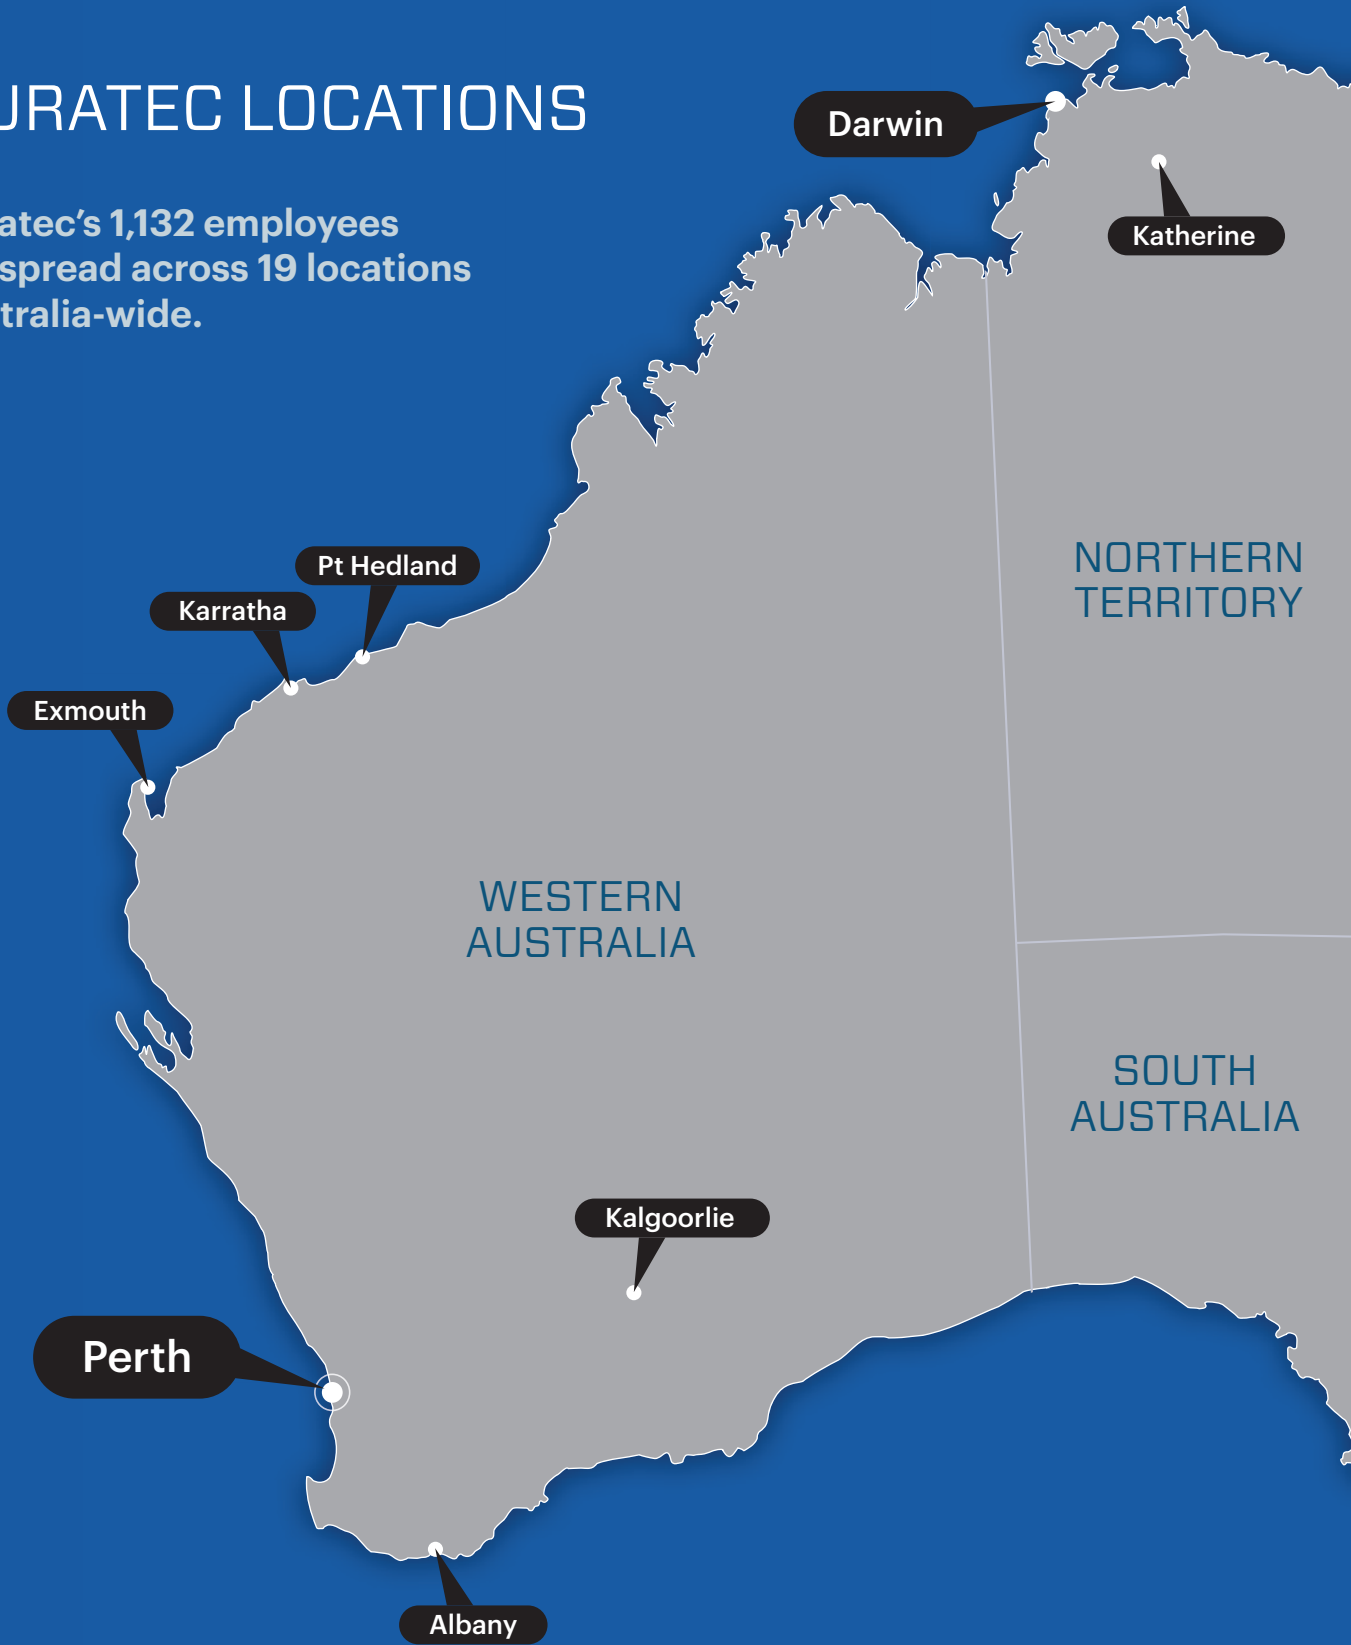 URATEC LOCATIONS
atec's 1,132 employees
spread across 19 locations
tralia-wide.
Darwin
Katherine
Pt Hedland
Karratha
Exmouth
NORTHERN
TERRITORY
WESTERN
AUSTRALIA
SOUTH
AUSTRALIA
Kalgoorlie
Perth
Albany